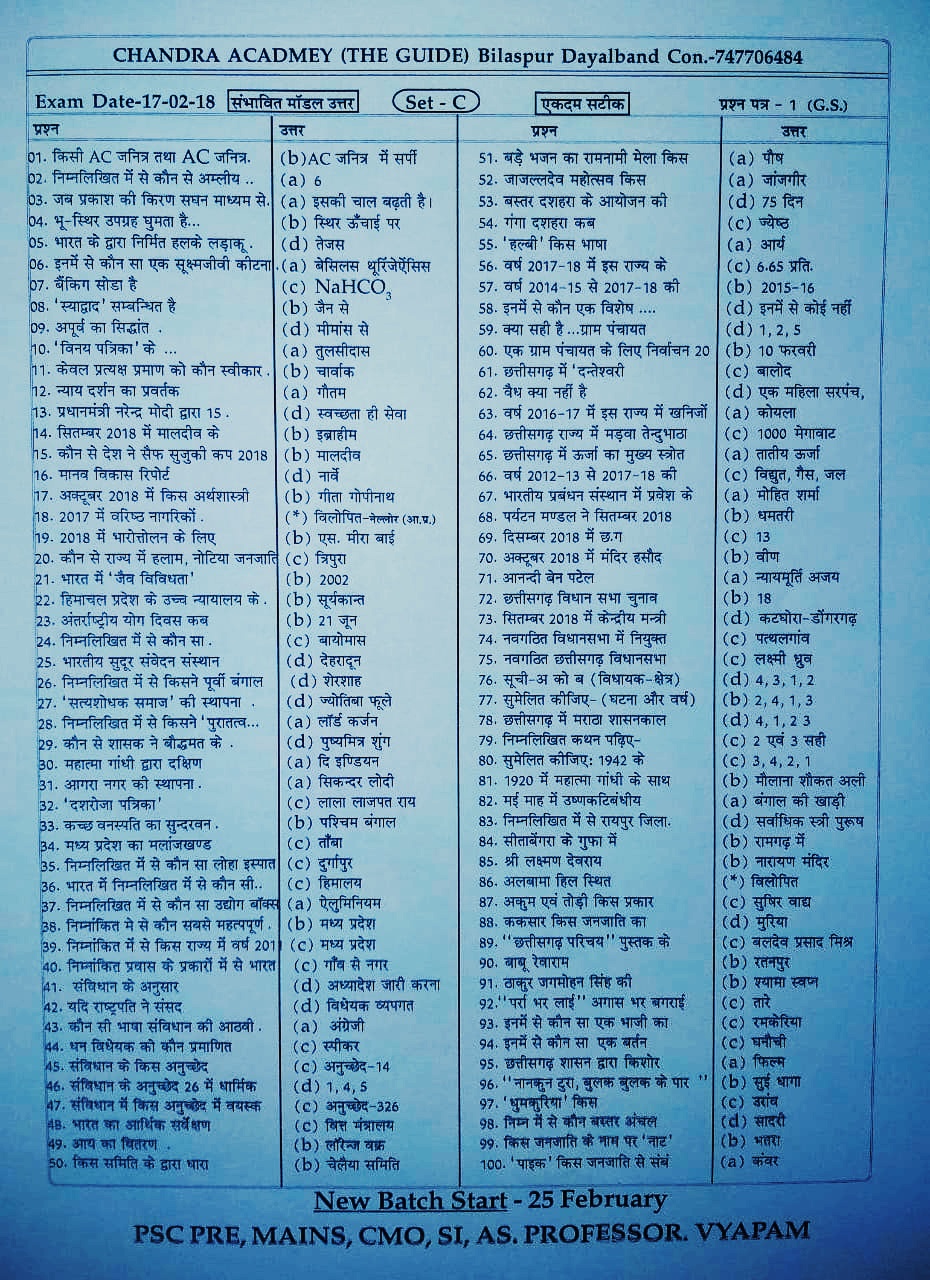 CHANDRA ACADMEY (THE GUIDE) Bilaspur Dayalband Con.-747706484
Exam Date-17-02-18 संभावित मॉडल उत्तर Set - C एकदम सटीक प्रश्न पत्र - 1 (G.S.)
प्रश्न उत्तर प्रश्न उत्तर
01. किसी AC जनित्र तथा AC जनित्र. (b)AC जनित्र में सर्पी
02. निम्नलिखित में से कौन से अम्लीय .. (a) 6
03. जब प्रकाश की किरण सघन माध्यम से. (a) इसकी चाल बढ़ती है।
04. भू-स्थिर उपग्रह घुमता है... (b) स्थिर ऊँचाई पर
05. भारत के द्वारा निर्मित हलके लड़ाकू . (d) तेजस
06. इनमें से कौन सा एक सूक्ष्मजीवी कीटना. (a) बेसिलस थूरिंजेऍसिस
07. बैंकिग सोडा है (c) NaHCO3
08. 'स्याद्वाद' सम्बन्धित है (b) जैन से
09. अपूर्व का सिद्धांत . (d) मीमांस से
10. 'विनय पत्रिका' के ... (a) तुलसीदास
11. केवल प्रत्यक्ष प्रमाण को कौन स्वीकार . (b) चार्वाक
12. न्याय दर्शन का प्रवर्तक (a) गौतम
13. प्रधानमंत्री नरेन्द्र मोदी द्वारा 15 . (d) स्वच्छता ही सेवा
14. सितम्बर 2018 में मालदीव के (b) इब्राहीम
15. कौन से देश ने सैफ सुजुकी कप 2018 (b) मालदीव
16. मानव विकास रिपोर्ट (d) नार्वे
17. अक्टूबर 2018 में किस अर्थशास्त्री (b) गीता गोपीनाथ
18. 2017 में वरिष्ठ नागरिकों . (*) विलोपित-नेल्लोर (आ.प्र.)
19. 2018 में भारोत्तोलन के लिए (b) एस. मीरा बाई
20. कौन से राज्य में हलाम, नोटिया जनजाति (c) त्रिपुरा
21. भारत में 'जैव विविधता' (b) 2002
22. हिमाचल प्रदेश के उच्च न्यायालय के . (b) सूर्यकान्त
23. अंतर्राष्ट्रीय योग दिवस कब (b) 21 जून
24. निम्नलिखित में से कौन सा . (c) बायोमास
25. भारतीय सुदूर संवेदन संस्थान (d) देहरादून
26. निम्नलिखित में से किसने पूर्वी बंगाल (d) शेरशाह
27. 'सत्यशोधक समाज' की स्थापना . (d) ज्योतिबा फूले
28. निम्नलिखित में से किसने 'पुरातत्व... (a) लॉर्ड कर्जन
29. कौन से शासक ने बौद्धमत के . (d) पुष्यमित्र शुंग
30. महात्मा गांधी द्वारा दक्षिण (a) दि इण्डियन
31. आगरा नगर की स्थापना . (a) सिकन्दर लोदी
32. 'दशरोजा पत्रिका' (c) लाला लाजपत राय
33. कच्छ वनस्पति का सुन्दरवन . (b) पश्चिम बंगाल
34. मध्य प्रदेश का मलांजखण्ड (c) ताँबा
35. निम्नलिखित में से कौन सा लोहा इस्पात (c) दुर्गापुर
36. भारत में निम्नलिखित में से कौन सी.. (c) हिमालय
37. निम्नलिखित में से कौन सा उद्योग बॉक्स (a) ऐलुमिनियम
38. निम्नांकित मे से कौन सबसे महत्पपूर्ण . (b) मध्य प्रदेश
39. निम्नांकित में से किस राज्य में वर्ष 201 (c) मध्य प्रदेश
40. निम्नांकित प्रवास के प्रकारों में से भारत (c) गाँव से नगर
41. संविधान के अनुसार (d) अध्यादेश जारी करना
42. यदि राष्ट्रपति ने संसद (d) विधेयक व्यपगत
43. कौन सी भाषा संविधान की आठवी . (a) अंग्रेजी
44. धन विधेयक को कौन प्रमाणित (c) स्पीकर
45. संविधान के किस अनुच्छेद (c) अनुच्छेद-14
46. संविधान के अनुच्छेद 26 में धार्मिक (d) 1, 4, 5
47. संविधान में किस अनुच्छेद में वयस्क (c) अनुच्छेद-326
48. भारत का आर्थिक सर्वेक्षण (c) वित्त मंत्रालय
49. आय का वितरण . (b) लॉरेन्ज वक्र
50. किस समिति के द्वारा धारा (b) चेलैया समिति
51. बड़े भजन का रामनामी मेला किस (a) पौष
52. जाजल्लदेव महोत्सव किस (a) जांजगीर
53. बस्तर दशहरा के आयोजन की (d) 75 दिन
54. गंगा दशहरा कब (c) ज्येष्ठ
55. 'हल्बी' किस भाषा (a) आर्य
56. वर्ष 2017-18 में इस राज्य के (c) 6.65 प्रति.
57. वर्ष 2014-15 से 2017-18 की (b) 2015-16
58. इनमें से कौन एक विशेष .... (d) इनमें से कोई नहीं
59. क्या सही है ...ग्राम पंचायत (d) 1, 2, 5
60. एक ग्राम पंचायत के लिए निर्वाचन 20 (b) 10 फरवरी
61. छत्तीसगढ़ में 'दन्तेश्वरी (c) बालोद
62. वैध क्या नहीं है (d) एक महिला सरपंच,
63. वर्ष 2016-17 में इस राज्य में खनिजों (a) कोयला
64. छत्तीसगढ़ राज्य में मड़वा तेन्दुभाठा (c) 1000 मेगावाट
65. छत्तीसगढ़ में ऊर्जा का मुख्य स्त्रोत (a) तातीय ऊर्जा
66. वर्ष 2012-13 से 2017-18 की (c) विद्युत, गैस, जल
67. भारतीय प्रबंधन संस्थान में प्रवेश के (a) मोहित शर्मा
68. पर्यटन मण्डल ने सितम्बर 2018 (b) धमतरी
69. दिसम्बर 2018 में छ.ग (c) 13
70. अक्टूबर 2018 में मंदिर हसौद (b) वीण
71. आनन्दी बेन पटेल (a) न्यायमूर्ति अजय
72. छत्तीसगढ़ विधान सभा चुनाव (b) 18
73. सितम्बर 2018 में केन्द्रीय मन्त्री (d) कटघोरा-डोंगरगढ़
74. नवगठित विधानसभा में नियुक्त (c) पत्थलगांव
75. नवगठित छत्तीसगढ़ विधानसभा (c) लक्ष्मी ध्रुव
76. सूची-अ को ब (विधायक-क्षेत्र) (d) 4, 3, 1, 2
77. सुमेलित कीजिए- (घटना और वर्ष) (b) 2, 4, 1, 3
78. छत्तीसगढ़ में मराठा शासनकाल (d) 4, 1, 2 3
79. निम्नलिखित कथन पढ़िए- (c) 2 एवं 3 सही
80. सुमेलित कीजिए: 1942 के (c) 3, 4, 2, 1
81. 1920 में महात्मा गांधी के साथ (b) मौलाना शौकत अली
82. मई माह में उष्णकटिबंधीय (a) बंगाल की खाड़ी
83. निम्नलिखित में से रायपुर जिला. (d) सर्वाधिक स्त्री पुरूष
84. सीताबेंगरा के गुफा में (b) रामगढ़ में
85. श्री लक्ष्मण देवराय (b) नारायण मंदिर
86. अलबामा हिल स्थित (*) विलोपित
87. अकुम एवं तोड़ी किस प्रकार (c) सुषिर वाद्य
88. ककसार किस जनजाति का (d) मुरिया
89. "छत्तीसगढ़ परिचय" पुस्तक के (c) बलदेव प्रसाद मिश्र
90. बाबू रेवाराम (b) रतनपुर
91. ठाकुर जगमोहन सिंह की (b) श्यामा स्वप्न
92."पर्रा भर लाई" अगास भर बगराई (c) तारे
93. इनमें से कौन सा एक भाजी का (c) रमकेरिया
94. इनमें से कौन सा एक बर्तन (c) घनौची
95. छत्तीसगढ़ शासन द्वारा किशोर (a) फिल्म
96. "नानकुन टुरा, बुलक बुलक के पार " (b) सुई धागा
97. 'धुमकुरिया' किस (c) उरांव
98. निम्न में से कौन बस्तर अंचल (d) सादरी
99. किस जनजाति के नाम पर 'नाट' (b) भतरा
100. 'पाइक' किस जनजाति से संबं (a) कंवर
New Batch Start - 25 February
PSC PRE, MAINS, CMO, SI, AS. PROFESSOR. VYAPAM